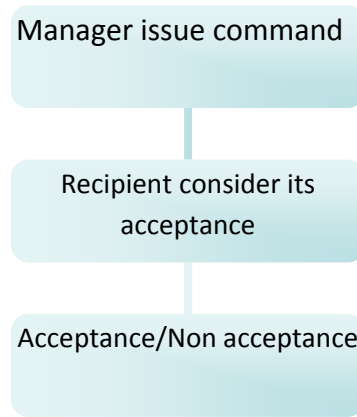 Manager issue command
Recipient consider its
acceptance
Acceptance/Non acceptance